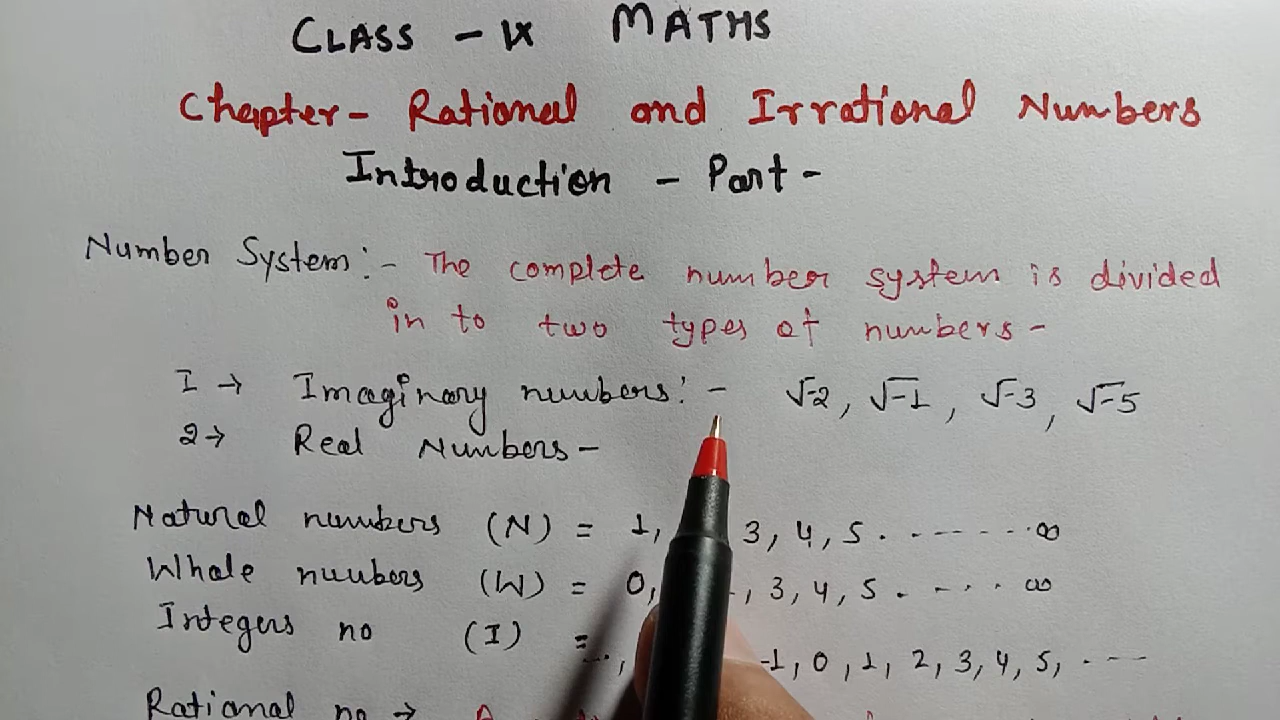 CLASS - IX MATHS
Chapter- Rational and Irrational Numbers
Introduction - Part -
Number System:- The complete number system is divided
in to two types of numbers-
I → Imaginary numbers:- √-2, √-1, √-3, √-5
2→ Real Numbers-
Natural numbers (N) = 1, 3, 4, 5. ------- ∞
Whole numbers (W) = 0, , 3, 4, 5. - . . . ∞
Integers no (I) = ..., -1, 0, 1, 2, 3, 4, 5, . ---
Rational no →